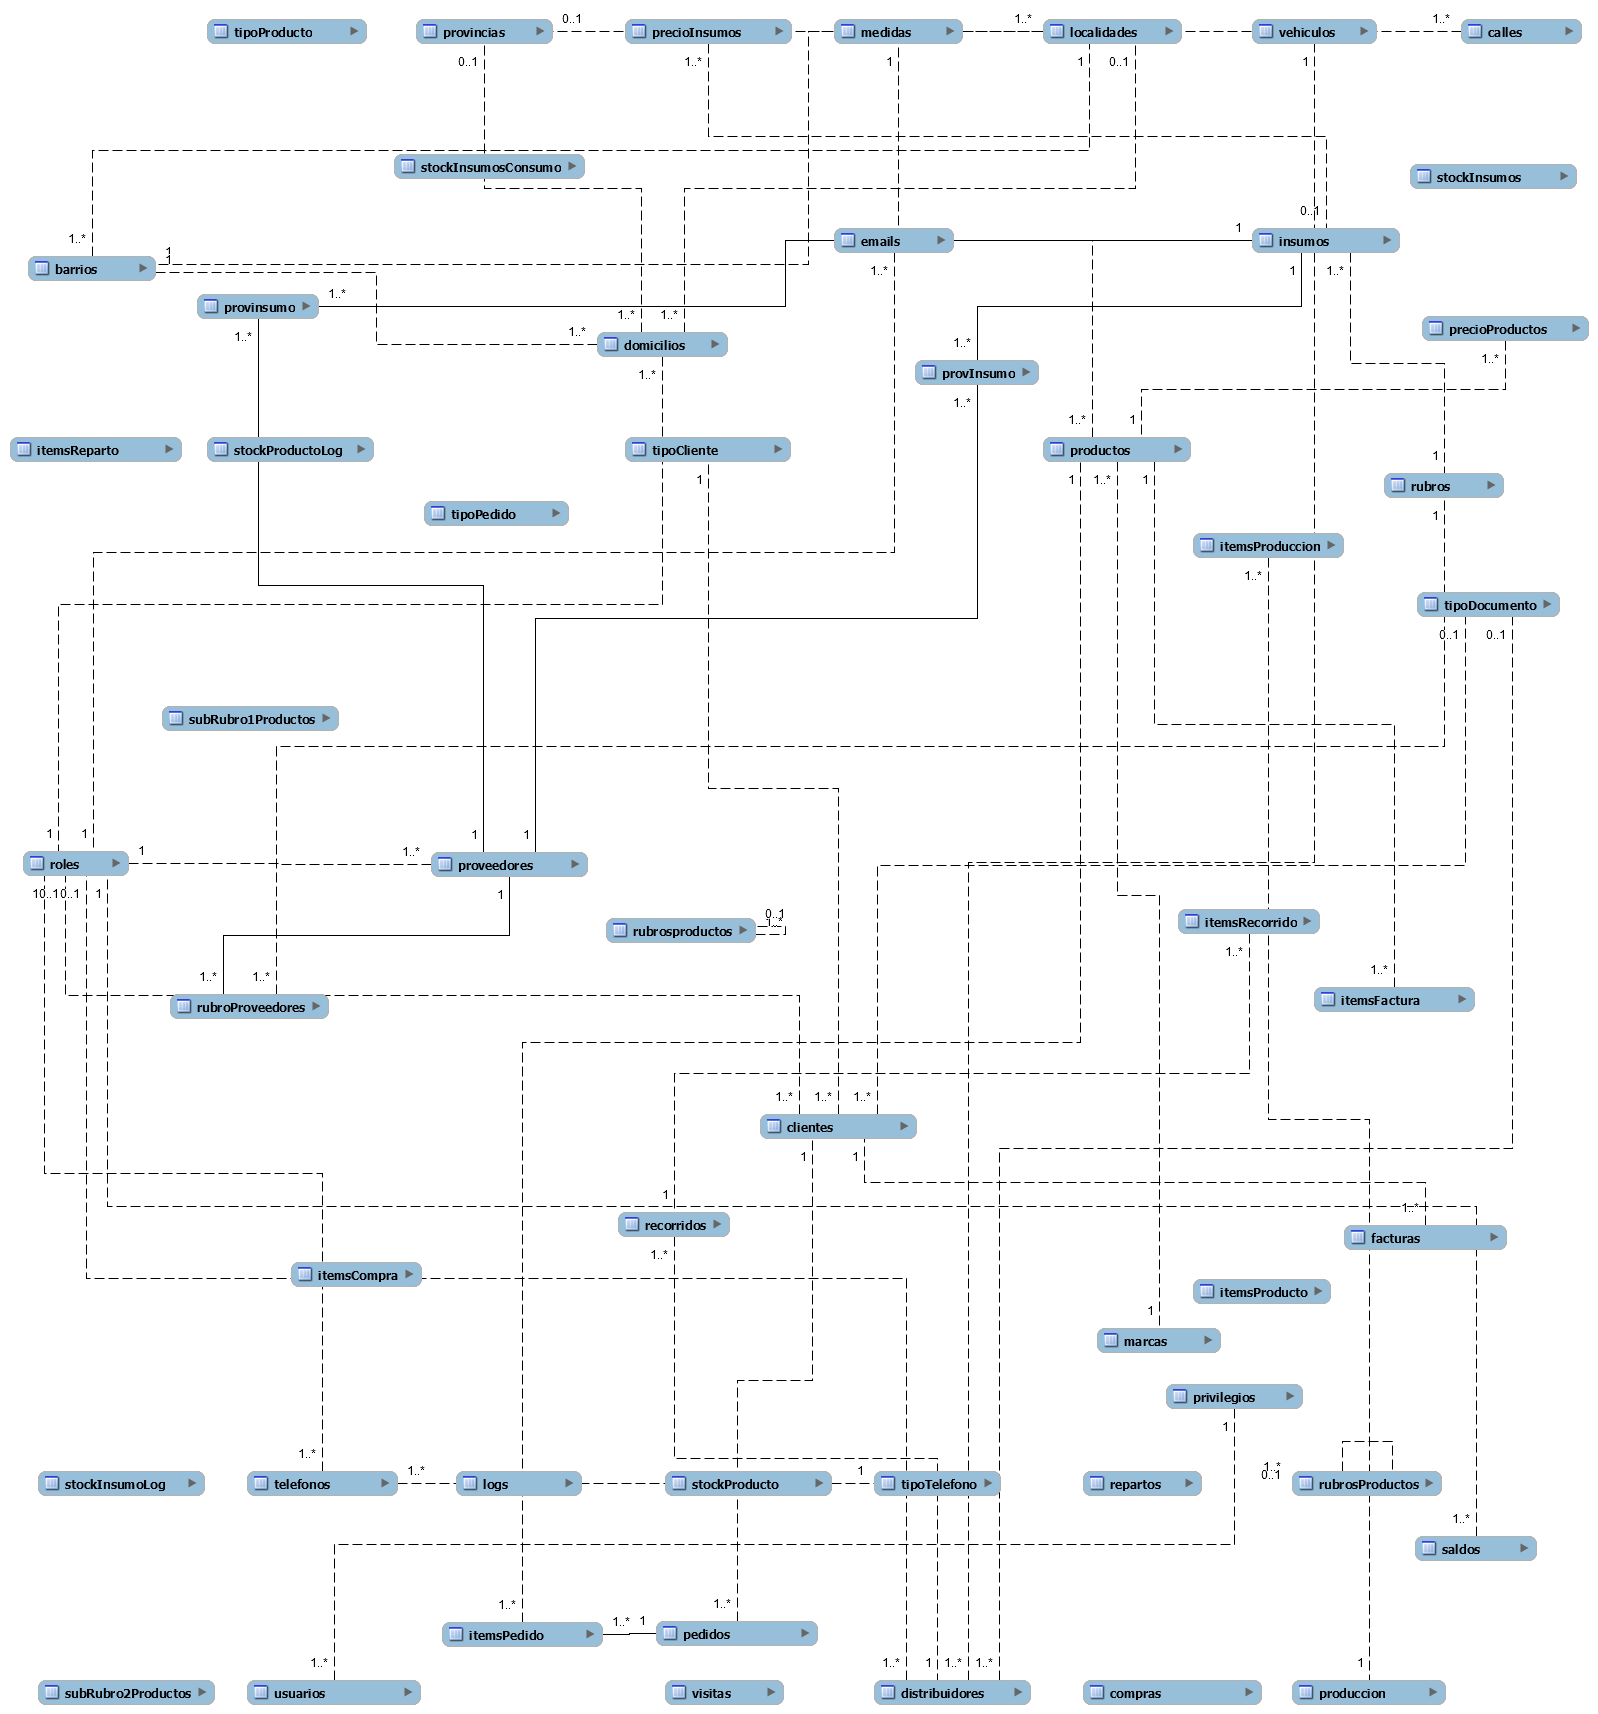 tipoProducto
provincias
0..1
precioInsumos
medidas
1..*
localidades
vehiculos
1..*
calles
0..1
1..*
1
1
0..1
1
stockInsumosConsumo
stockInsumos
0..1
1..*
1
1
1
emails
insumos
barrios
1..*
1
1..*
1..*
provinsumo
1..*
1..*
1..*
1..*
precioProductos
1..*
domicilios
1..*
1..*
1..*
provInsumo
1..*
1..*
1
itemsReparto
stockProductoLog
tipoCliente
productos
1
1
1..*
1
1
rubros
tipoPedido
1
itemsProduccion
1..*
tipoDocumento
0..1
0..1
subRubro1Productos
1
1
1
1
1
1..*
roles
proveedores
10..10..1
1
1
rubrosproductos
0..1
1..*
itemsRecorrido
1..*
1..*
1..*
1..*
rubroProveedores
itemsFactura
1..*
1..*
1..*
clientes
1
1
1
1..*
recorridos
facturas
1..*
itemsCompra
itemsProducto
1
marcas
privilegios
1
1..*
1..*
1
1..*
0..1
stockInsumoLog
telefonos
logs
stockProducto
tipoTelefono
repartos
rubrosProductos
1..*
saldos
1..*
1..*
1..*
1
itemsPedido
pedidos
1..*
1..*
1
1..*
1..*
1
subRubro2Productos
usuarios
visitas
distribuidores
compras
produccion